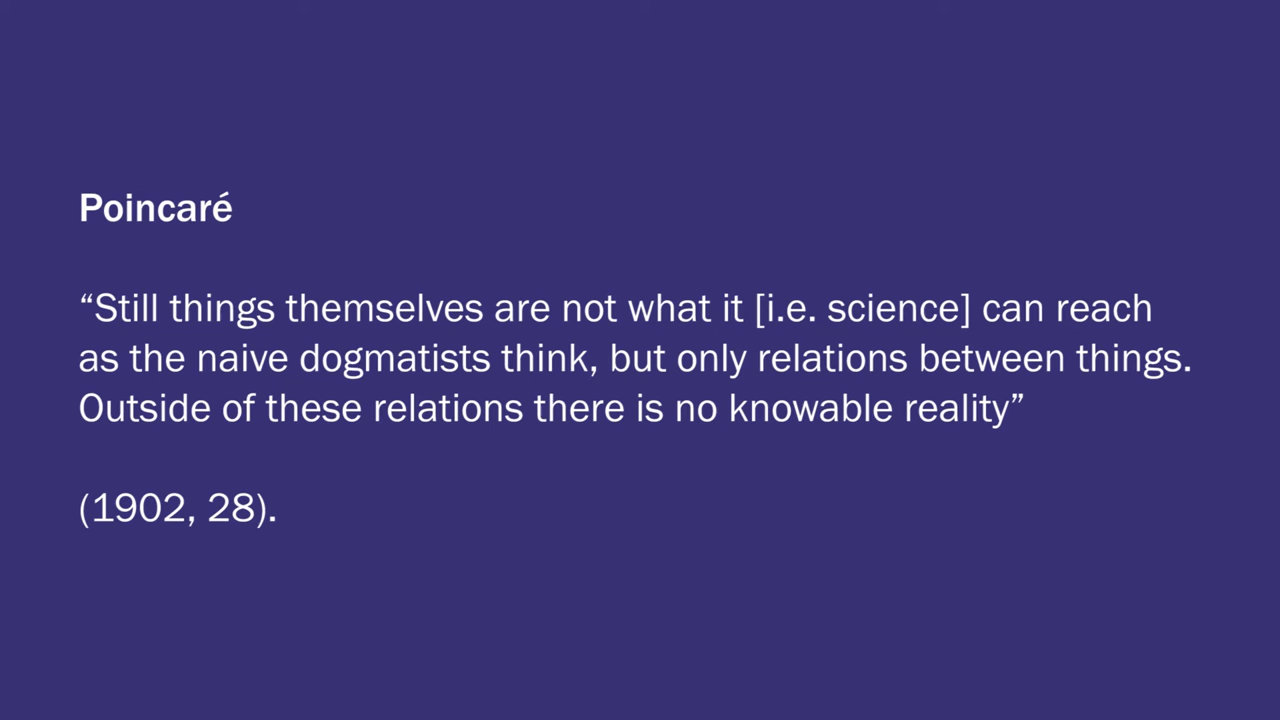 Poincaré
“Still things themselves are not what it [i.e. science] can reach
as the naive dogmatists think, but only relations between things.
Outside of these relations there is no knowable reality”
(1902, 28).